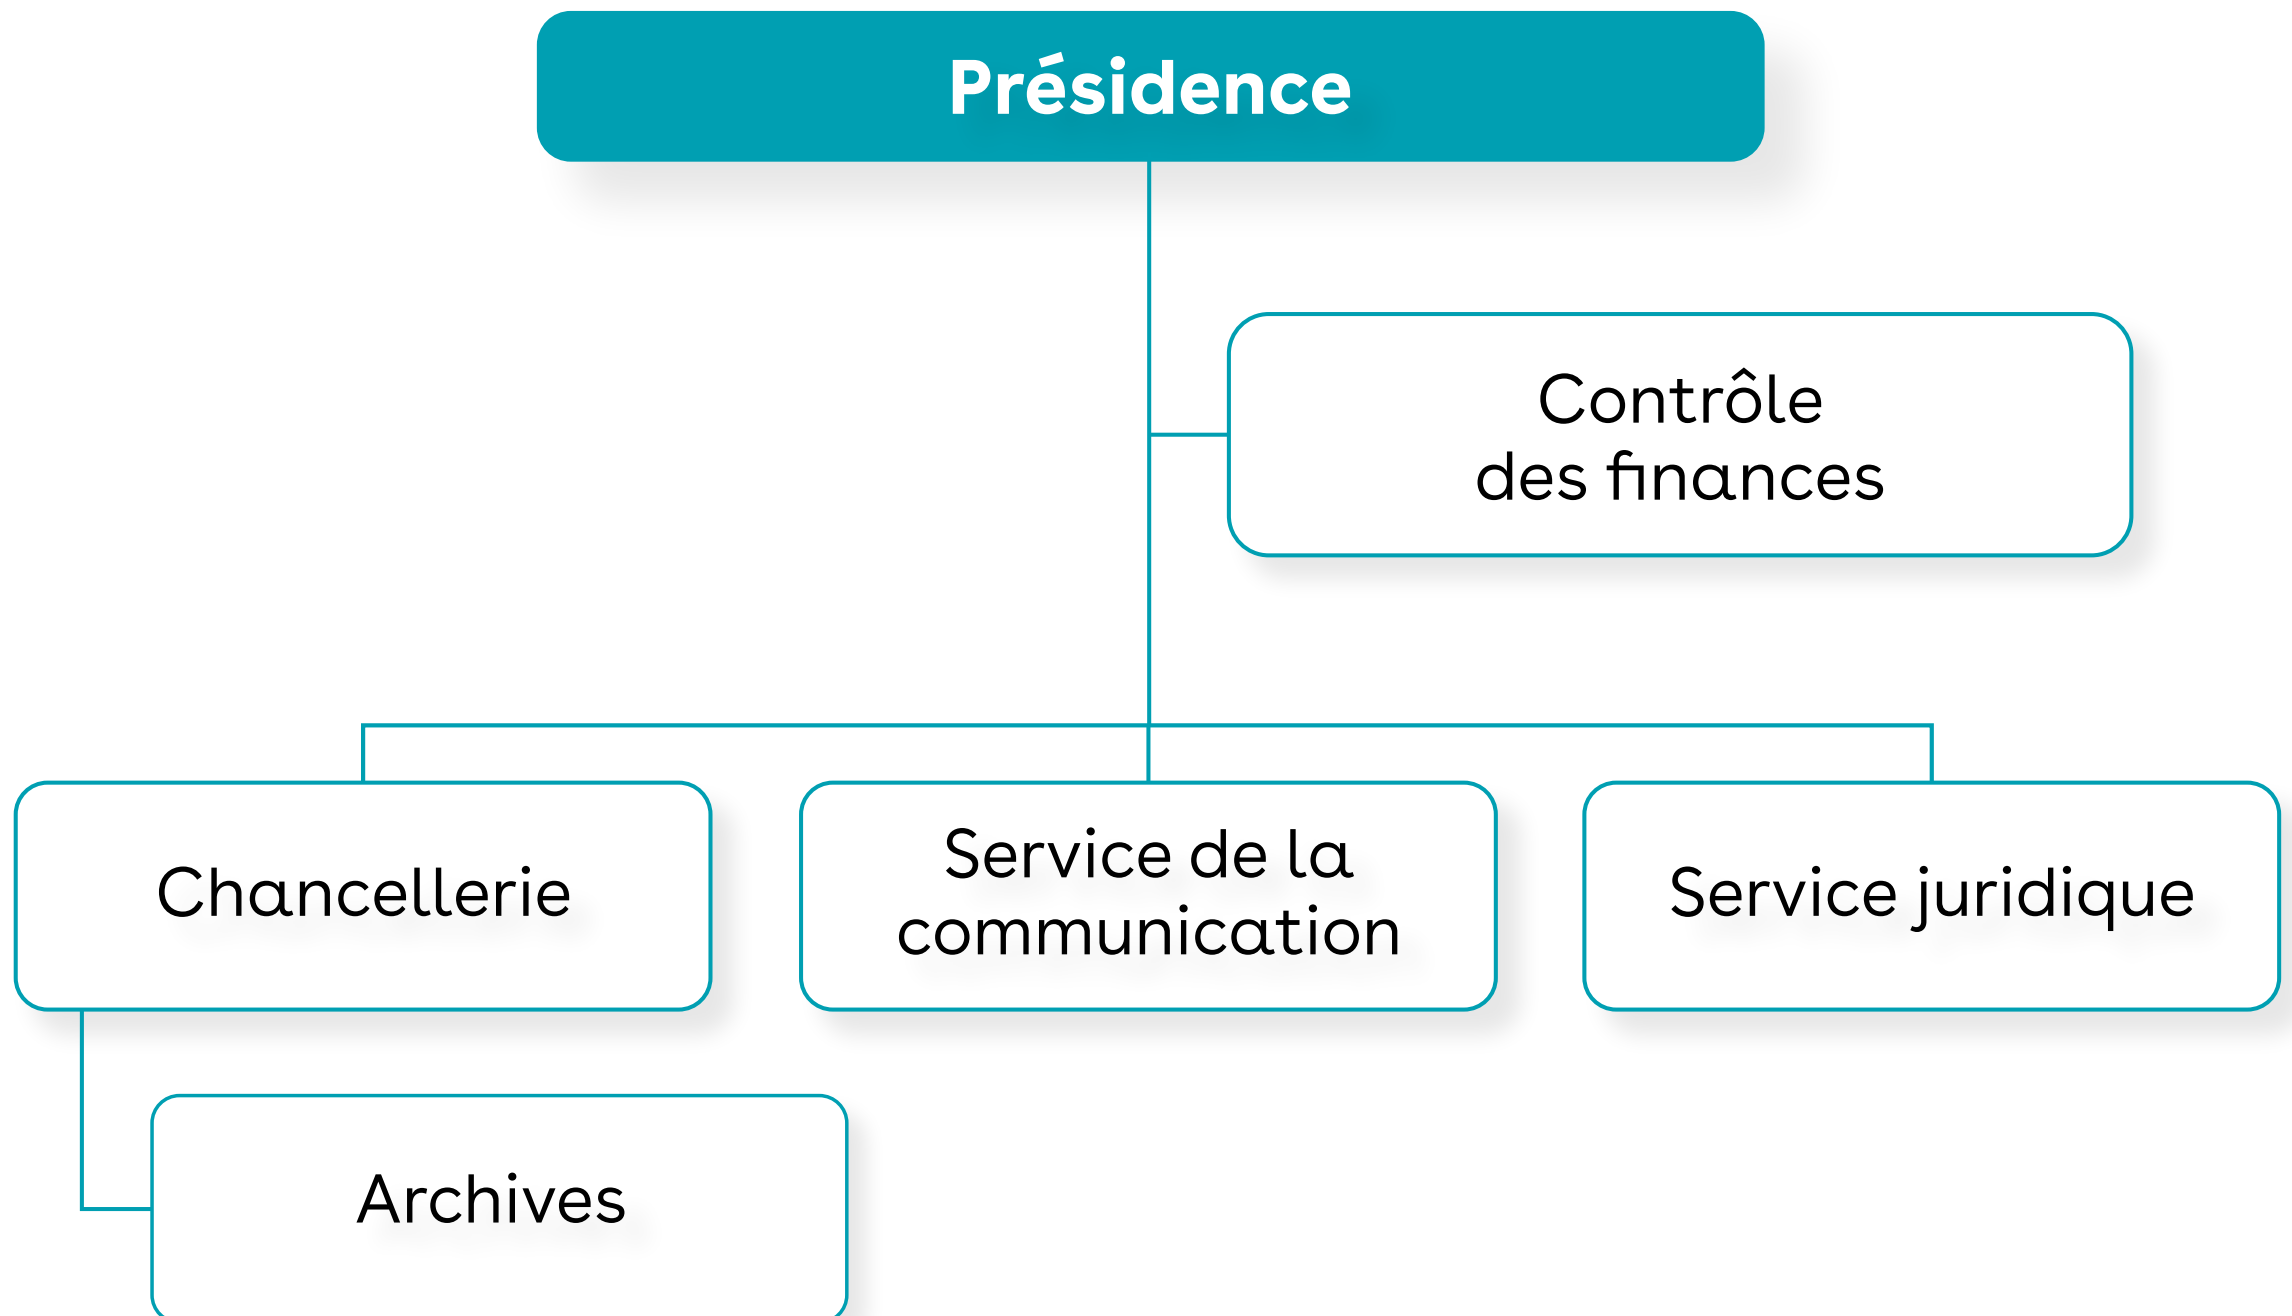 Présidence
Contrôle
des finances
Chancellerie
Service de la
communication
Service juridique
Archives